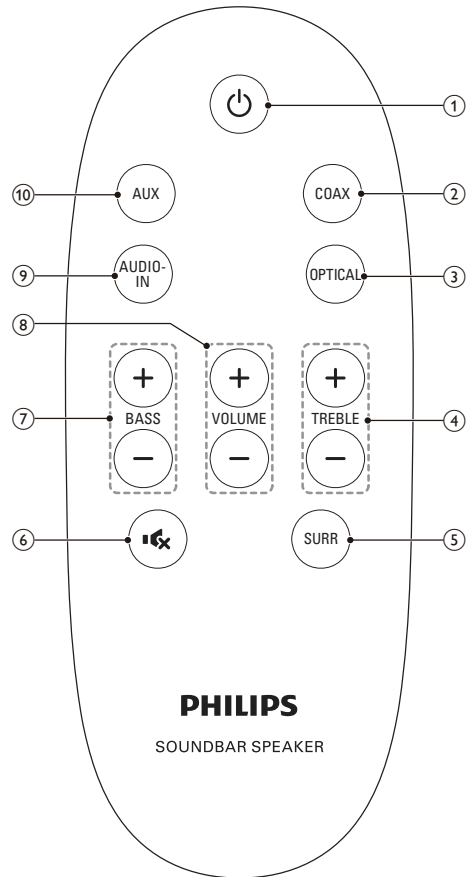 1
10 AUX COAX 2
9 AUDIO-
IN OPTICAL 3
8
+ + +
7 BASS VOLUME TREBLE 4
− − −
6 SURR 5
PHILIPS
SOUNDBAR SPEAKER